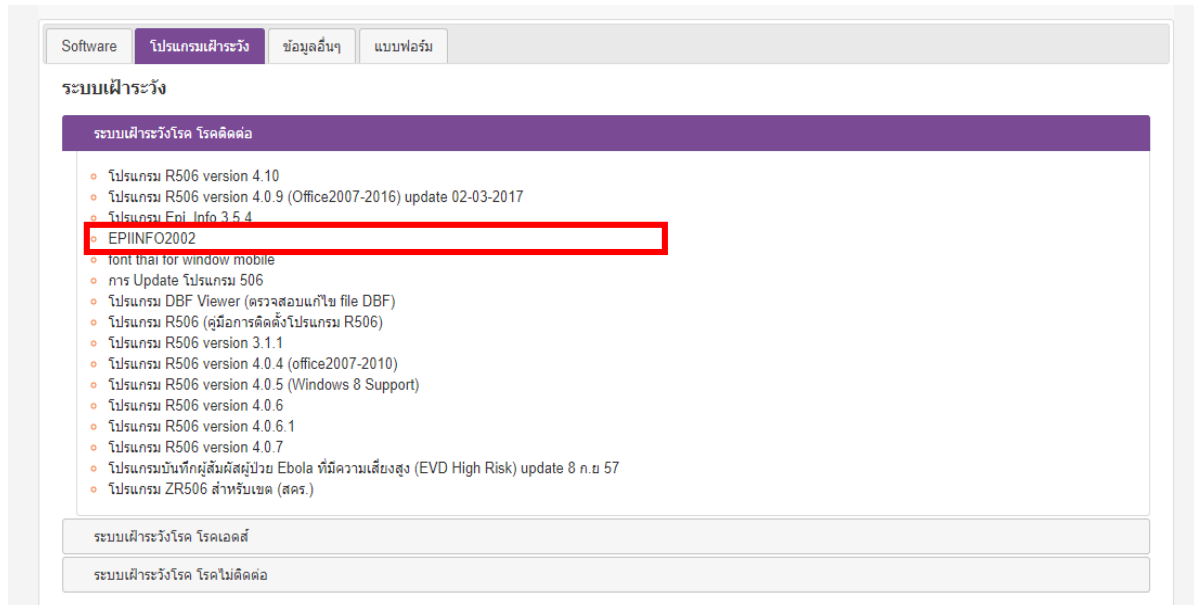 Software โปรแกรมเฝ้าระวัง ข้อมูลอื่นๆ แบบฟอร์ม
ระบบเฝ้าระวัง
ระบบเฝ้าระวังโรค โรคติดต่อ
โปรแกรม R506 version 4.10
โปรแกรม R506 version 4.0.9 (Office2007-2016) update 02-03-2017
โปรแกรม Epi_Info 3.5.4
EPIINFO2002
font thai for window mobile
การ Update โปรแกรม 506
โปรแกรม DBF Viewer (ตรวจสอบแก้ไข file DBF)
โปรแกรม R506 (คู่มือการติดตั้งโปรแกรม R506)
โปรแกรม R506 version 3.1.1
โปรแกรม R506 version 4.0.4 (office2007-2010)
โปรแกรม R506 version 4.0.5 (Windows 8 Support)
โปรแกรม R506 version 4.0.6
โปรแกรม R506 version 4.0.6.1
โปรแกรม R506 version 4.0.7
โปรแกรมบันทึกผู้สัมผัสผู้ป่วย Ebola ที่มีความเสี่ยงสูง (EVD High Risk) update 8 ก.ย 57
โปรแกรม ZR506 สำหรับเขต (สคร.)
ระบบเฝ้าระวังโรค โรคเอดส์
ระบบเฝ้าระวังโรค โรคไม่ติดต่อ